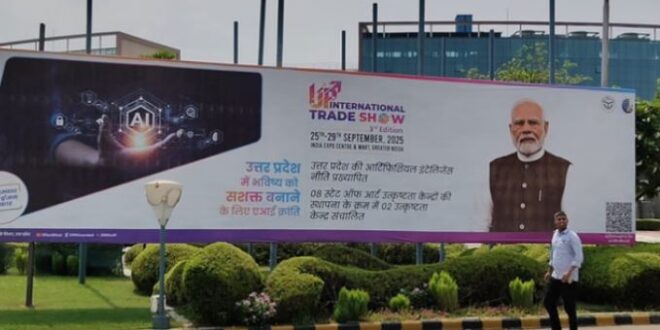 AI
UP
INTERNATIONAL
TRADE SHOW
3rd Edition
25TH-29TH SEPTEMBER, 2025
INDIA EXPO CENTRE & MART, GREATER NOIDA
उत्तर प्रदेश
में भविष्य को
सशक्त बनाने
के लिए एआई क्रांति
उत्तर प्रदेश की आर्टिफिशियल इंटेलिजेंस
नीति प्रख्यापित
08 स्टेट ऑफ आर्ट उत्कृष्टता केन्द्रों की
स्थापना के क्रम में 02 उत्कृष्टता
केन्द्र संचालित